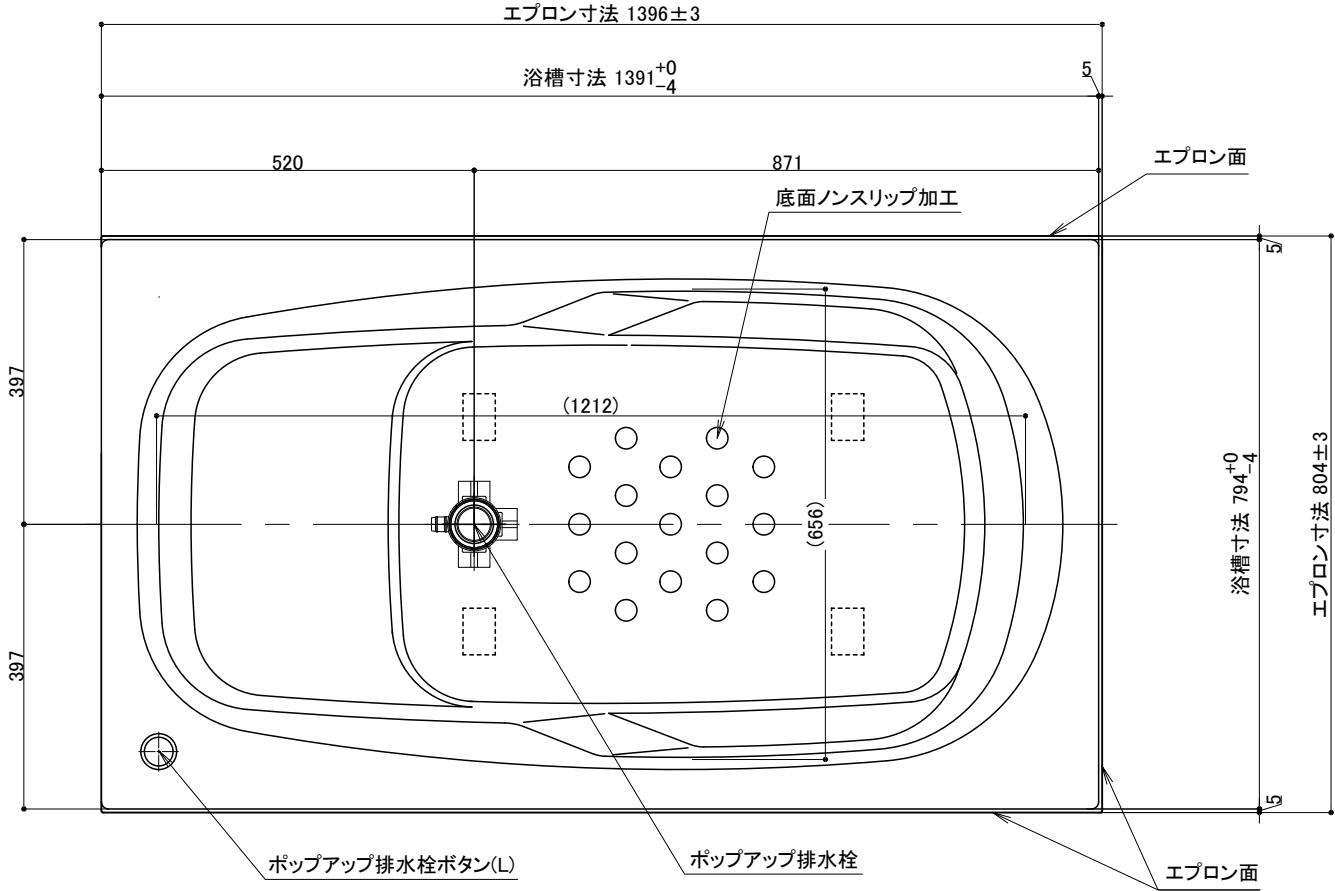 エプロン寸法 1396±3
浴槽寸法 1391 +0 -4
5
520
871
エプロン面
底面ノンスリップ加工
5
397
(1212)
(656)
浴槽寸法 794 +0 -4
エプロン寸法 804±3
397
5
ポップアップ排水栓ボタン(L)
ポップアップ排水栓
エプロン面